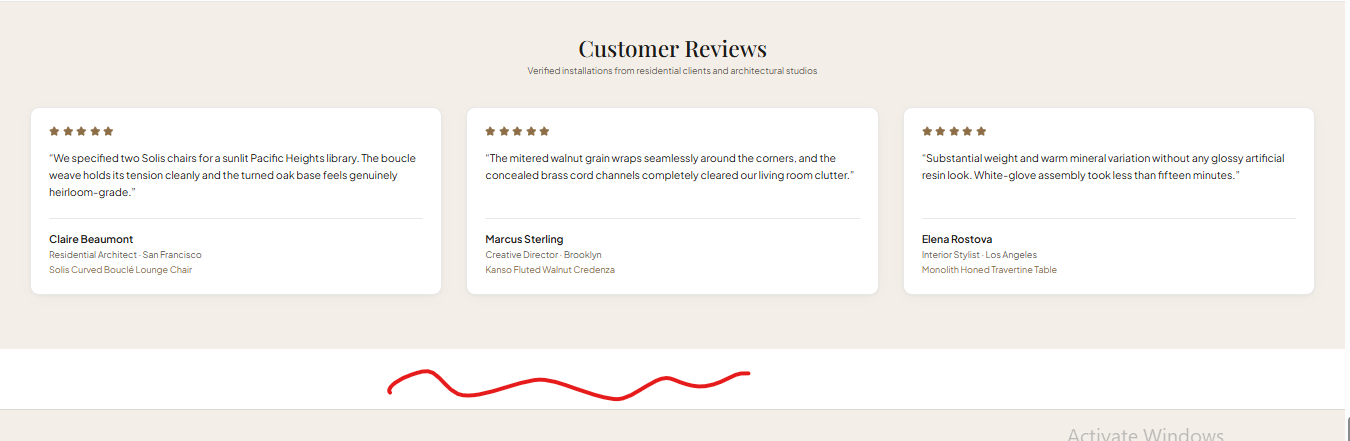 Customer Reviews
Verified installations from residential clients and architectural studios
"We specified two Solis chairs for a sunlit Pacific Heights library. The boucle
weave holds its tension cleanly and the turned oak base feels genuinely
heirloom-grade."
Claire Beaumont
Residential Architect · San Francisco
Solis Curved Bouclé Lounge Chair
"The mitered walnut grain wraps seamlessly around the corners, and the
concealed brass cord channels completely cleared our living room clutter."
Marcus Sterling
Creative Director · Brooklyn
Kanso Fluted Walnut Credenza
"Substantial weight and warm mineral variation without any glossy artificial
resin look. White-glove assembly took less than fifteen minutes."
Elena Rostova
Interior Stylist · Los Angeles
Monolith Honed Travertine Table
Activate Windows